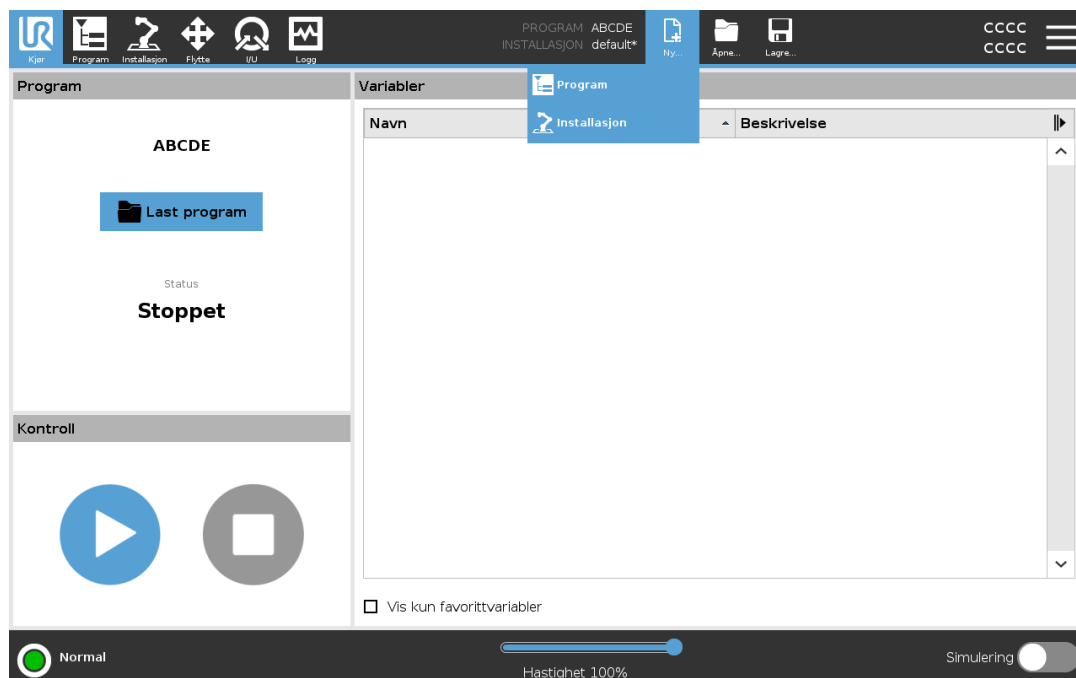 UR
Kjør
Program
Installasjon
Flytte
I/U
Logg
PROGRAM ABCDE
INSTALLASJON default*
Ny...
Åpne...
Lagre...
CCCC
CCCC
Program
Installasjon
Program
ABCDE
Last program
Status
Stoppet
Kontroll
Variabler
Navn
Beskrivelse
Vis kun favorittvariabler
Normal
Hastighet 100%
Simulering